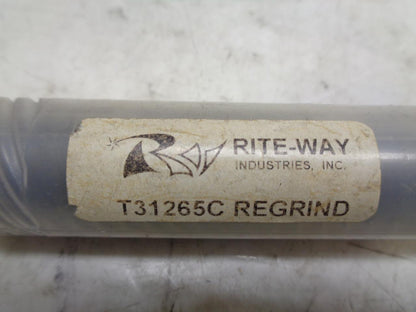 RITE-WAY
INDUSTRIES, INC.
T31265C REGRIND